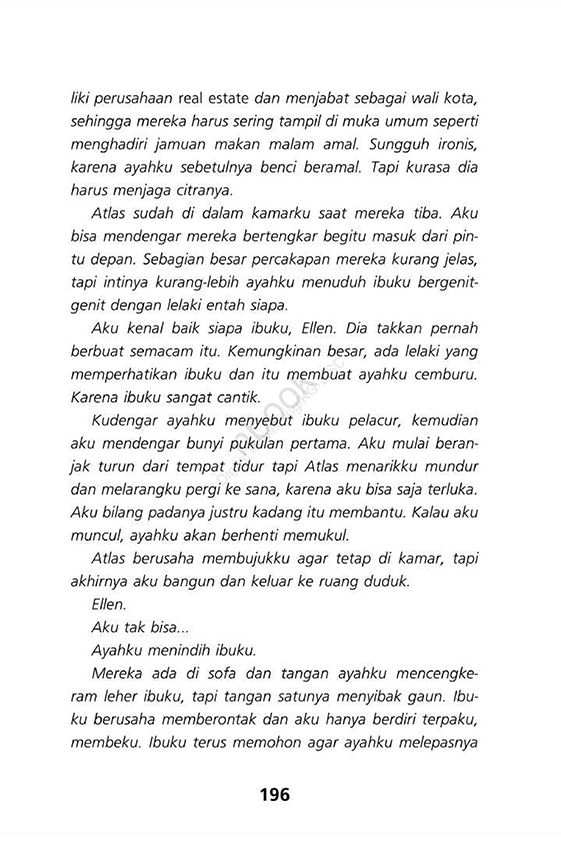 liki perusahaan real estate dan menjabat sebagai wali kota,
sehingga mereka harus sering tampil di muka umum seperti
menghadiri jamuan makan malam amal. Sungguh ironis,
karena ayahku sebetulnya benci beramal. Tapi kurasa dia
harus menjaga citranya.
Atlas sudah di dalam kamarku saat mereka tiba. Aku
bisa mendengar mereka bertengkar begitu masuk dari pin-
tu depan. Sebagian besar percakapan mereka kurang jelas,
tapi intinya kurang-lebih ayahku menuduh ibuku bergenit-
genit dengan lelaki entah siapa.
Aku kenal baik siapa ibuku, Ellen. Dia takkan pernah
berbuat semacam itu. Kemungkinan besar, ada lelaki yang
memperhatikan ibuku dan itu membuat ayahku cemburu.
Karena ibuku sangat cantik.
Kudengar ayahku menyebut ibuku pelacur, kemudian
aku mendengar bunyi pukulan pertama. Aku mulai beran-
jak turun dari tempat tidur tapi Atlas menarikku mundur
dan melarangku pergi ke sana, karena aku bisa saja terluka.
Aku bilang padanya justru kadang itu membantu. Kalau aku
muncul, ayahku akan berhenti memukul.
Atlas berusaha membujukku agar tetap di kamar, tapi
akhirnya aku bangun dan keluar ke ruang duduk.
Ellen.
Aku tak bisa...
Ayahku menindih ibuku.
Mereka ada di sofa dan tangan ayahku mencengke-
ram leher ibuku, tapi tangan satunya menyibak gaun. Ibu-
ku berusaha memberontak dan aku hanya berdiri terpaku,
membeku. Ibuku terus memohon agar ayahku melepasnya
196